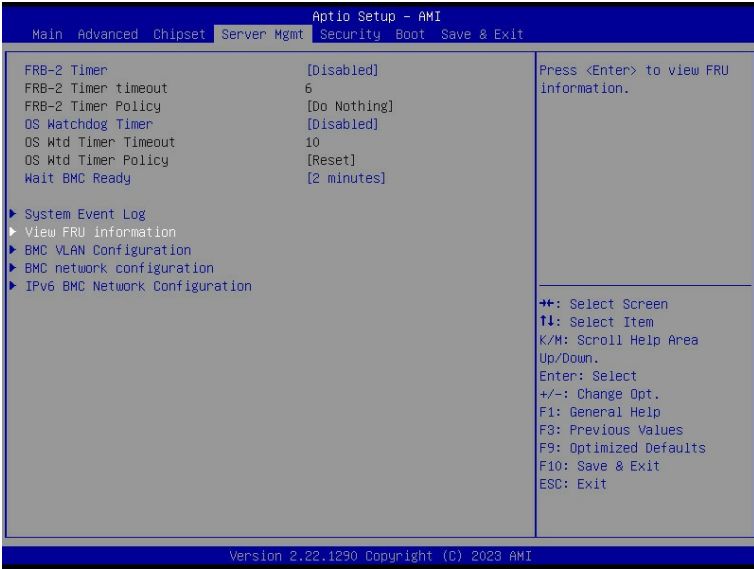 Aptio Setup - AMI
Main Advanced Chipset Server Mgmt Security Boot Save & Exit
FRB-2 Timer [Disabled]
FRB-2 Timer timeout 6
FRB-2 Timer Policy [Do Nothing]
OS Watchdog Timer [Disabled]
OS Wtd Timer Timeout 10
OS Wtd Timer Policy [Reset]
Wait BMC Ready [2 minutes]
System Event Log
View FRU information
BMC VLAN Configuration
BMC network configuration
IPv6 BMC Network Configuration
Press <Enter> to view FRU
information.
→←: Select Screen
↑↓: Select Item
K/M: Scroll Help Area
Up/Down.
Enter: Select
+/-: Change Opt.
F1: General Help
F3: Previous Values
F9: Optimized Defaults
F10: Save & Exit
ESC: Exit
Version 2.22.1290 Copyright (C) 2023 AMI